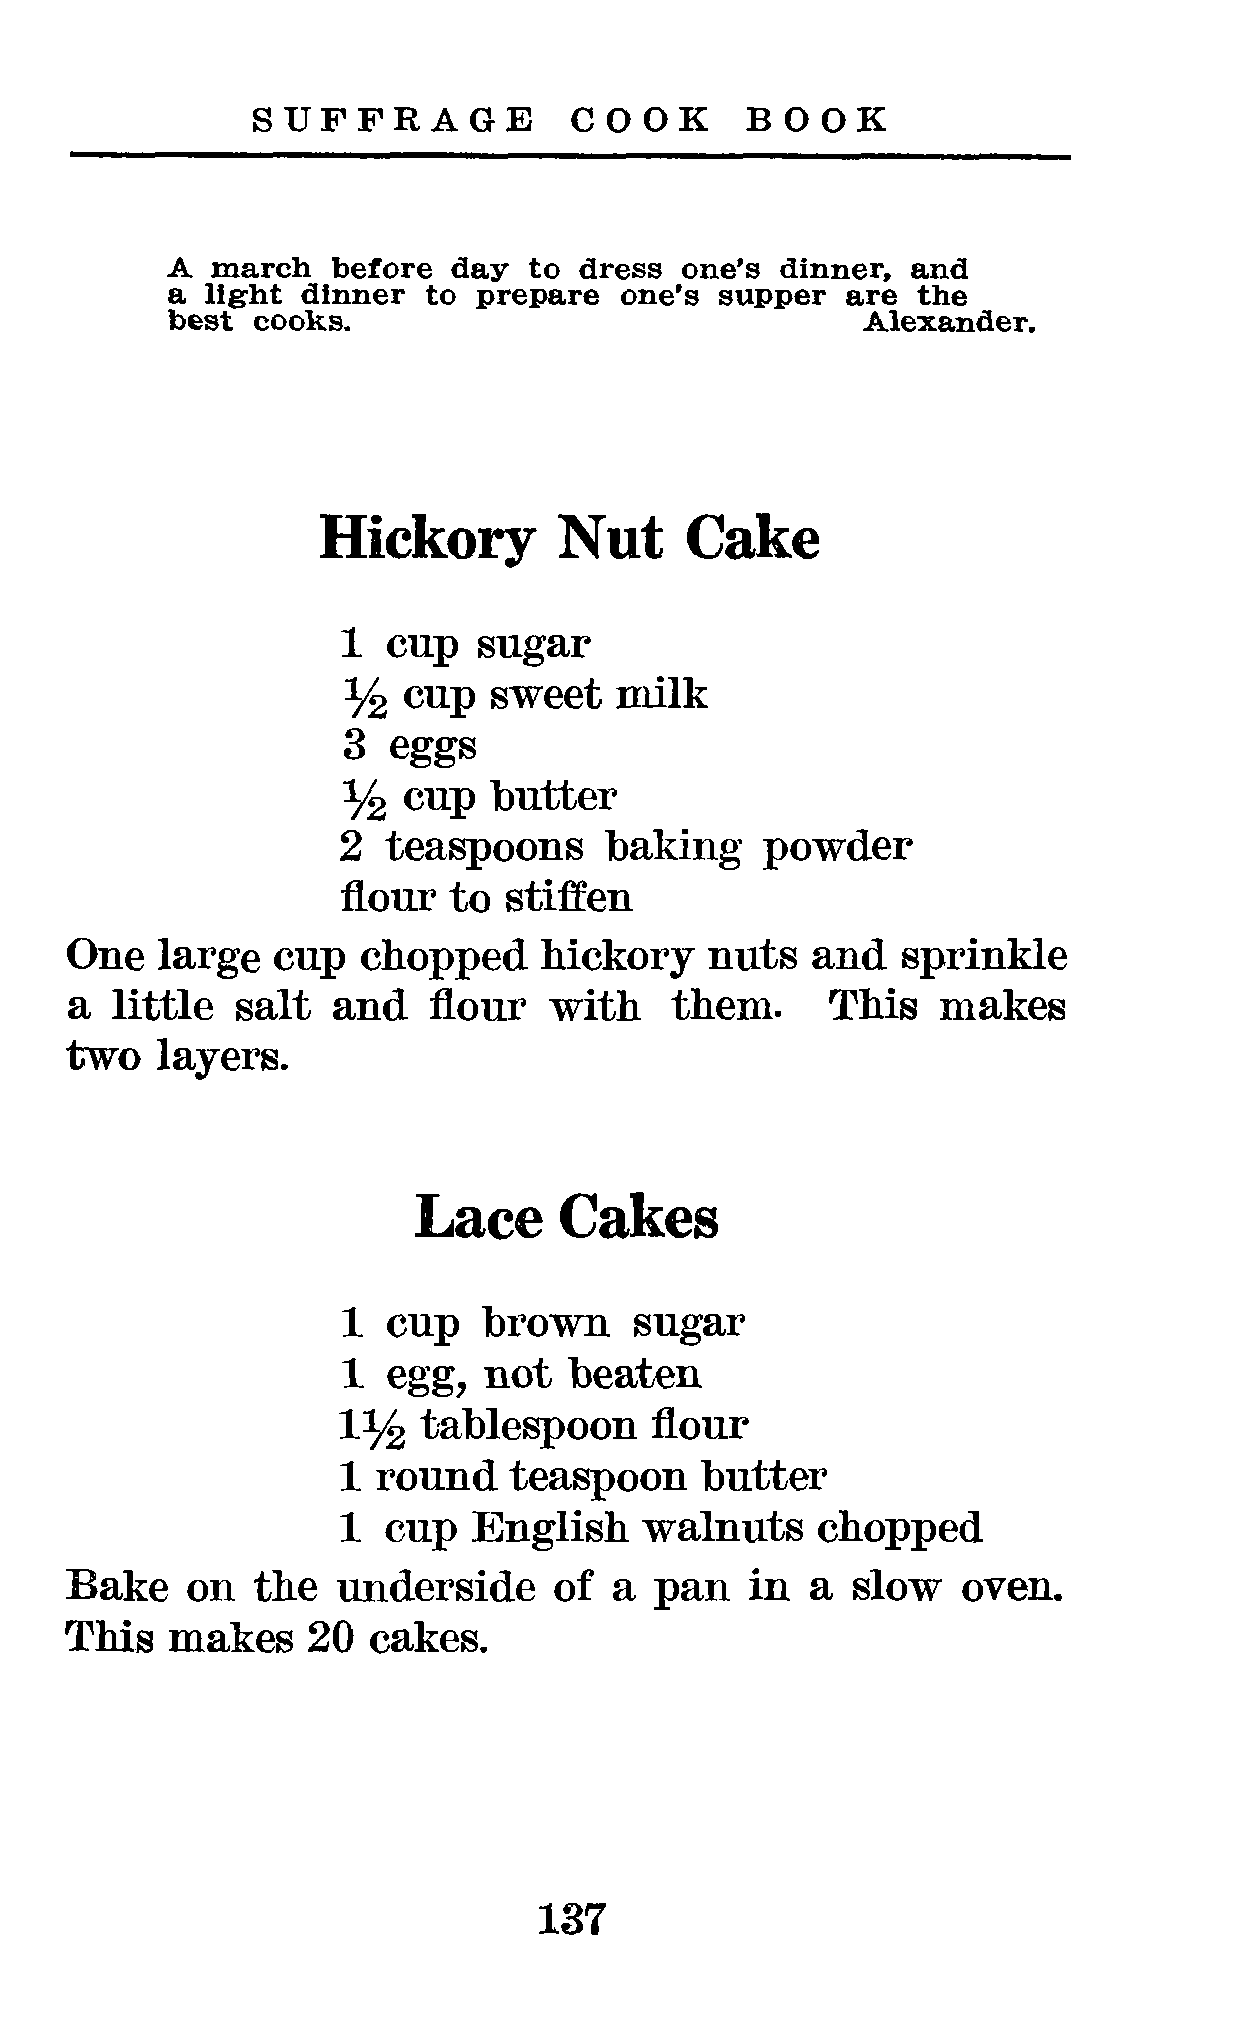 SUFFRAGE COOK BOOK
A march before day to dress one's dinner, and
a light dinner to prepare one's supper are the
best cooks. Alexander.
Hickory Nut Cake
1 cup sugar
½ cup sweet milk
3 eggs
½ cup butter
2 teaspoons baking powder
flour to stiffen
One large cup chopped hickory nuts and sprinkle
a little salt and flour with them. This makes
two layers.
Lace Cakes
1 cup brown sugar
1 egg, not beaten
1½ tablespoon flour
1 round teaspoon butter
1 cup English walnuts chopped
Bake on the underside of a pan in a slow oven.
This makes 20 cakes.
137